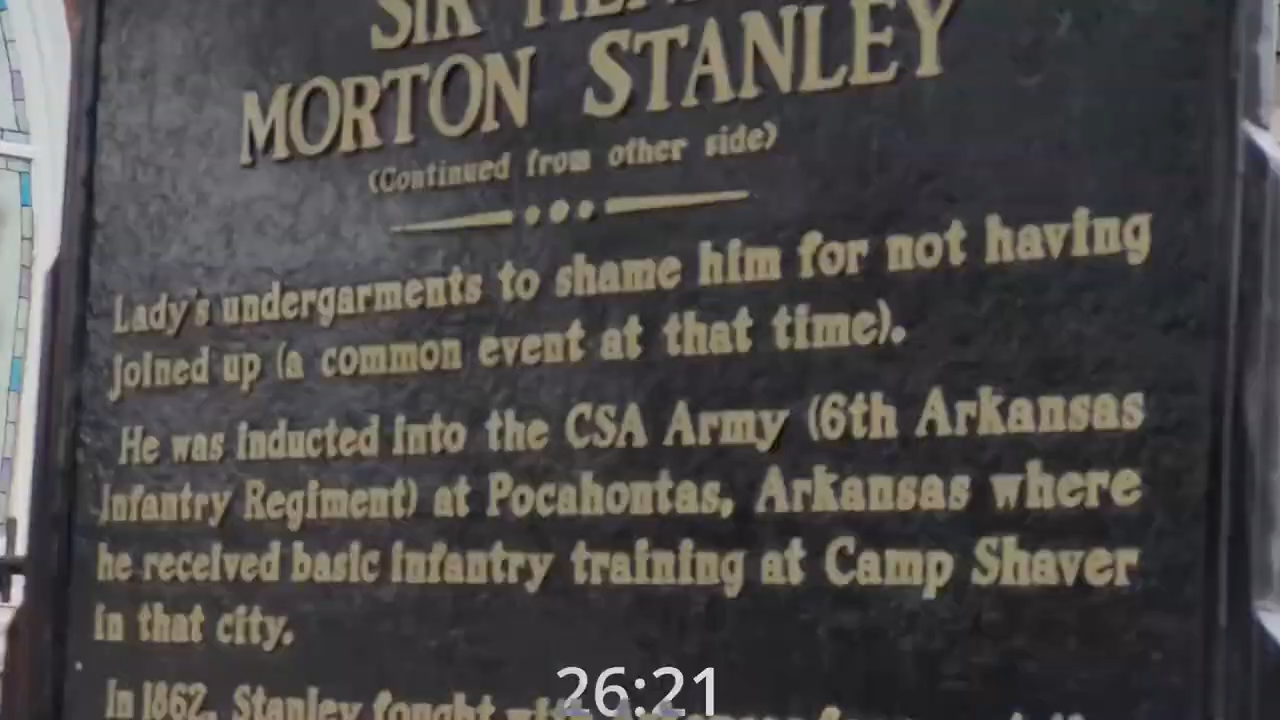 SIR
MORTON STANLEY
(Continued from other side)
Lady's undergarments to shame him for not having
joined up (a common event at that time).
He was inducted into the CSA Army (6th Arkansas
Infantry Regiment) at Pocahontas, Arkansas where
he received basic infantry training at Camp Shaver
in that city.
In 1862, Stanley fought with
26:21